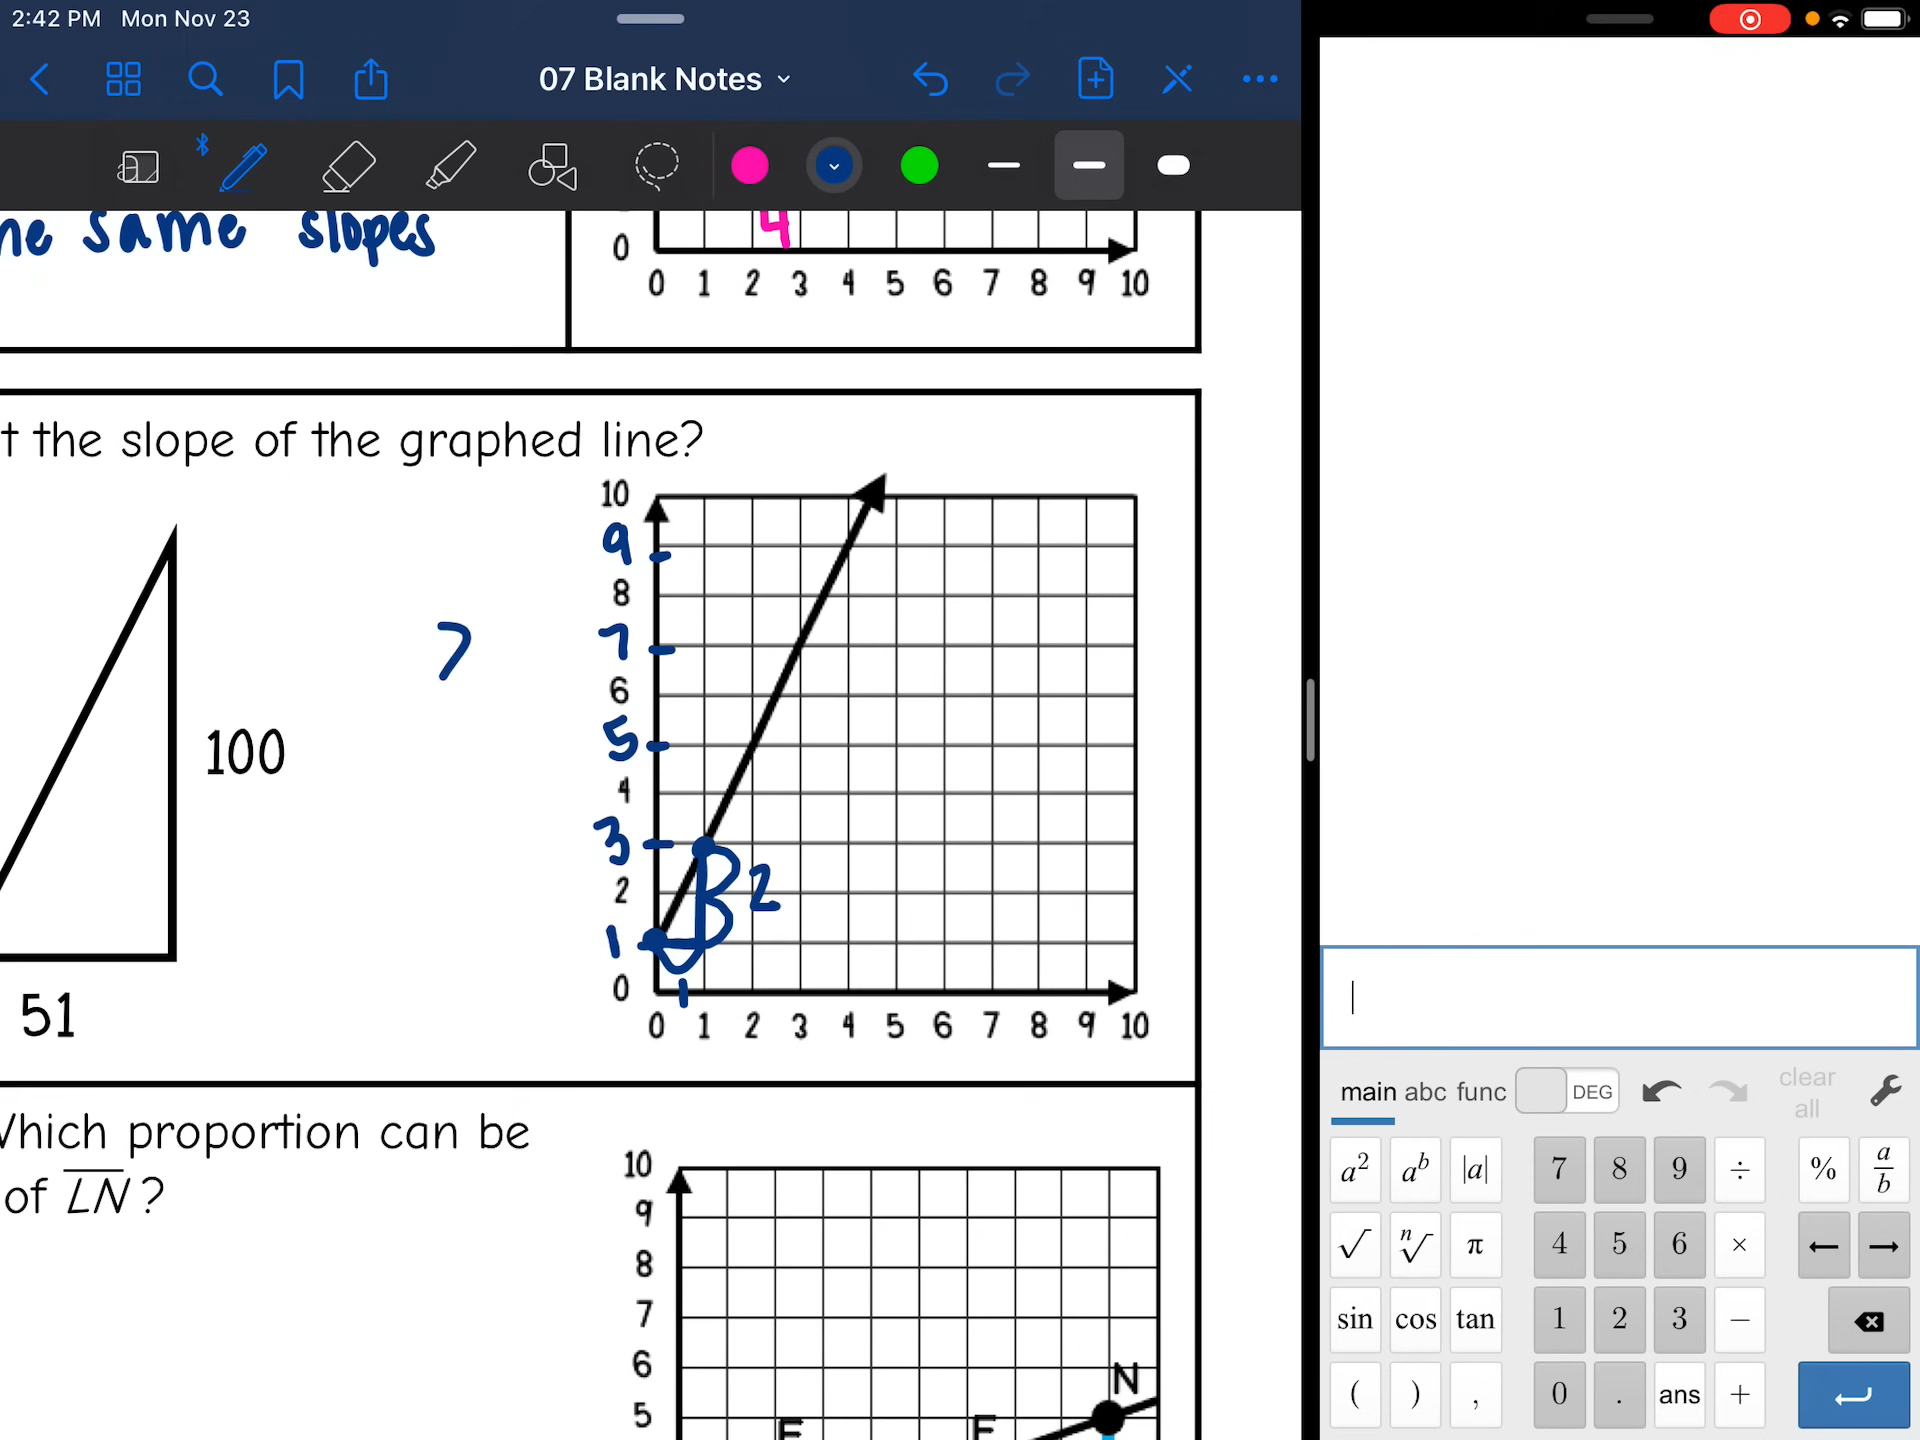 2:42 PM Mon Nov 23
07 Blank Notes
ne same slopes
4
0
0 1 2 3 4 5 6 7 8 9 10
t the slope of the graphed line?
10
9
8
7
6
5
4
3
2
1
0
0 1 2 3 4 5 6 7 8 9 10
2
1
7
100
51
Which proportion can be
of LN?
10
9
8
7
6
5
N
E
F
main abc func DEG clear all
a² aᵇ |a| 7 8 9 ÷ % a/b
√ ⁿ√ π 4 5 6 × ← →
sin cos tan 1 2 3 −
( ) , 0 . ans +